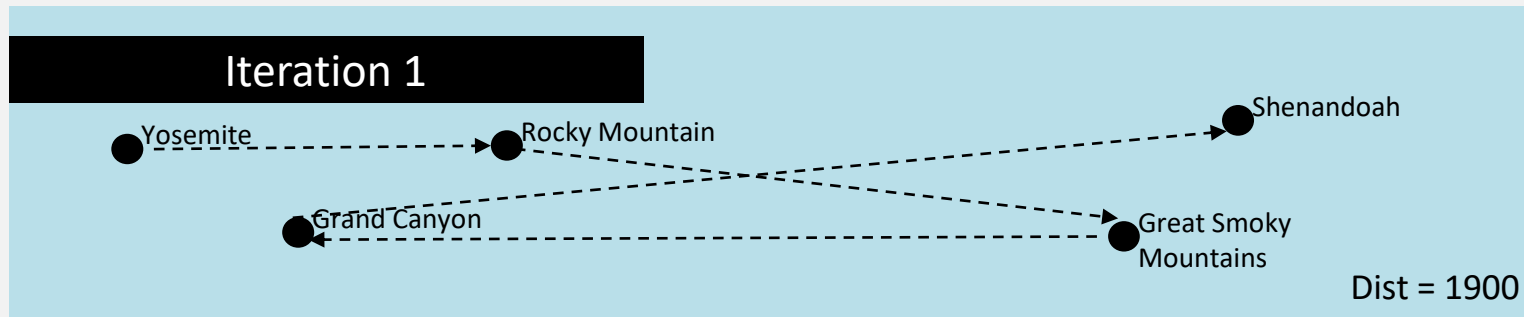 Iteration 1
Shenandoah
Yosemite
Rocky Mountain
Grand Canyon
Great Smoky
Mountains
Dist = 1900